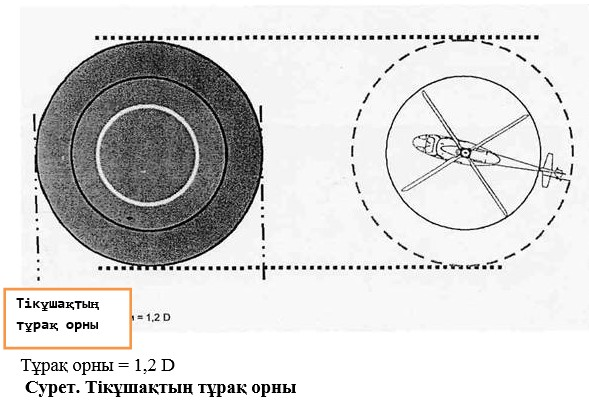 Тікұшақтың
тұрақ орны
= 1,2 D
Тұрақ орны = 1,2 D
Сурет. Тікұшақтың тұрақ орны